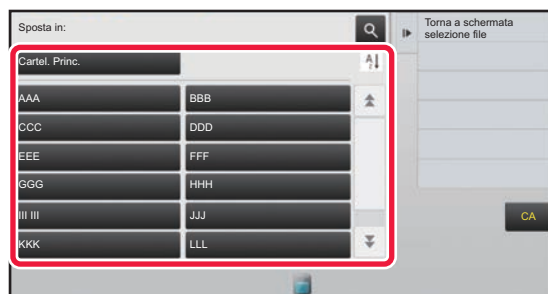 Sposta in:
Cartel. Princ.
AAA
BBB
CCC
DDD
EEE
FFF
GGG
HHH
III III
JJJ
KKK
LLL
Torna a schermata
selezione file
CA